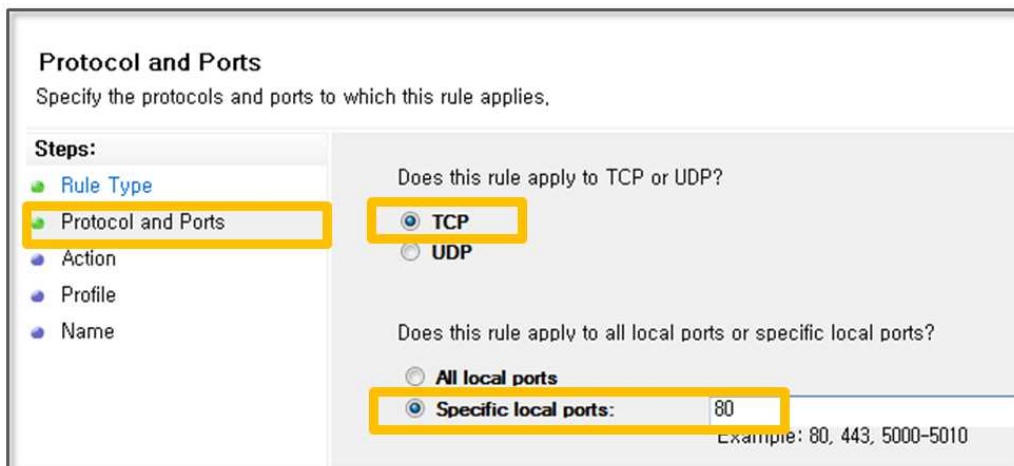 Protocol and Ports
Specify the protocols and ports to which this rule applies.
Steps:
Rule Type
Protocol and Ports
Action
Profile
Name
Does this rule apply to TCP or UDP?
TCP
UDP
Does this rule apply to all local ports or specific local ports?
All local ports
Specific local ports: 80
Example: 80, 443, 5000-5010